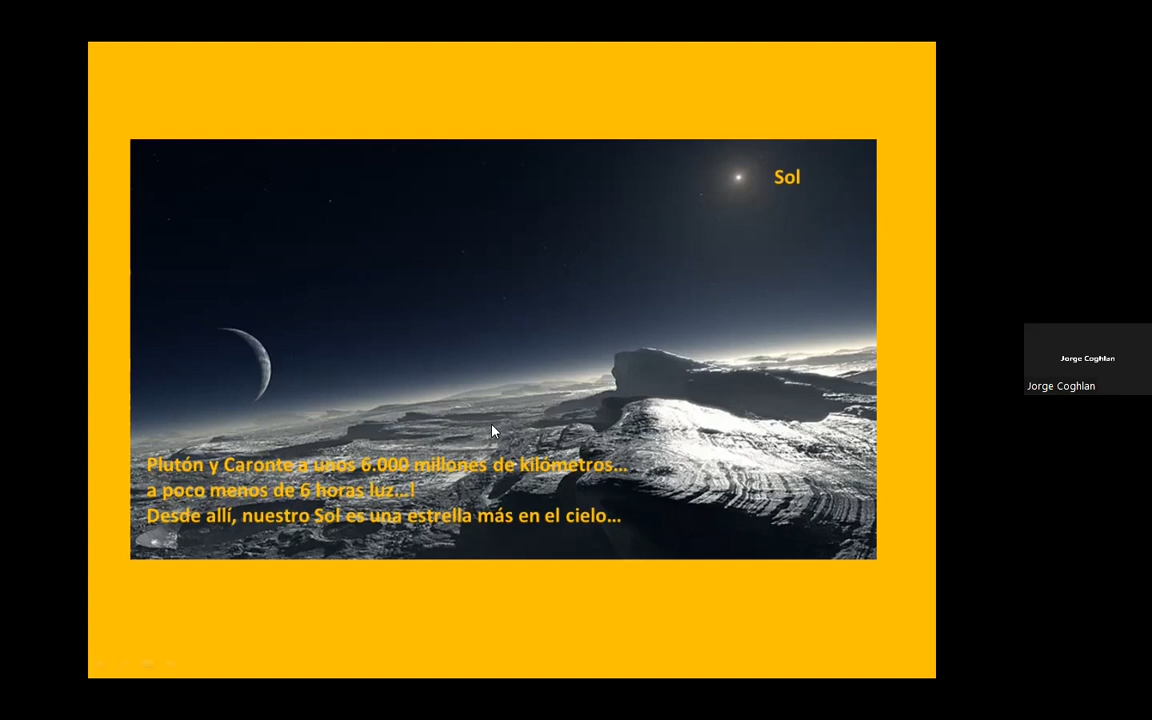 Sol
Plutón y Caronte a unos 6.000 millones de kilómetros...
a poco menos de 6 horas luz...!
Desde allí, nuestro Sol es una estrella más en el cielo...
Jorge Coghlan
Jorge Coghlan